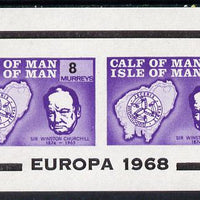 OF MAN 8 CALF OF MAN
OF MAN MURREYS ISLE OF MAN
SIR WINSTON CHURCHILL SIR WINSTON
1874 - 1965 1874
EUROPA 1968